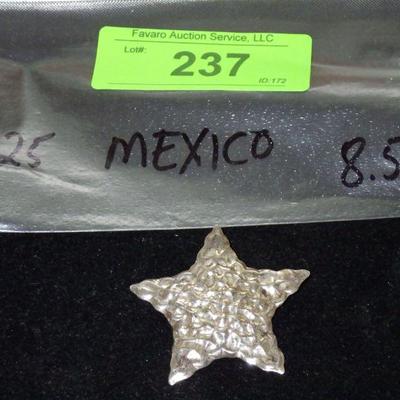 Favaro Auction Service, LLC
Lot#:
237
ID:172
25 MEXICO 8.5